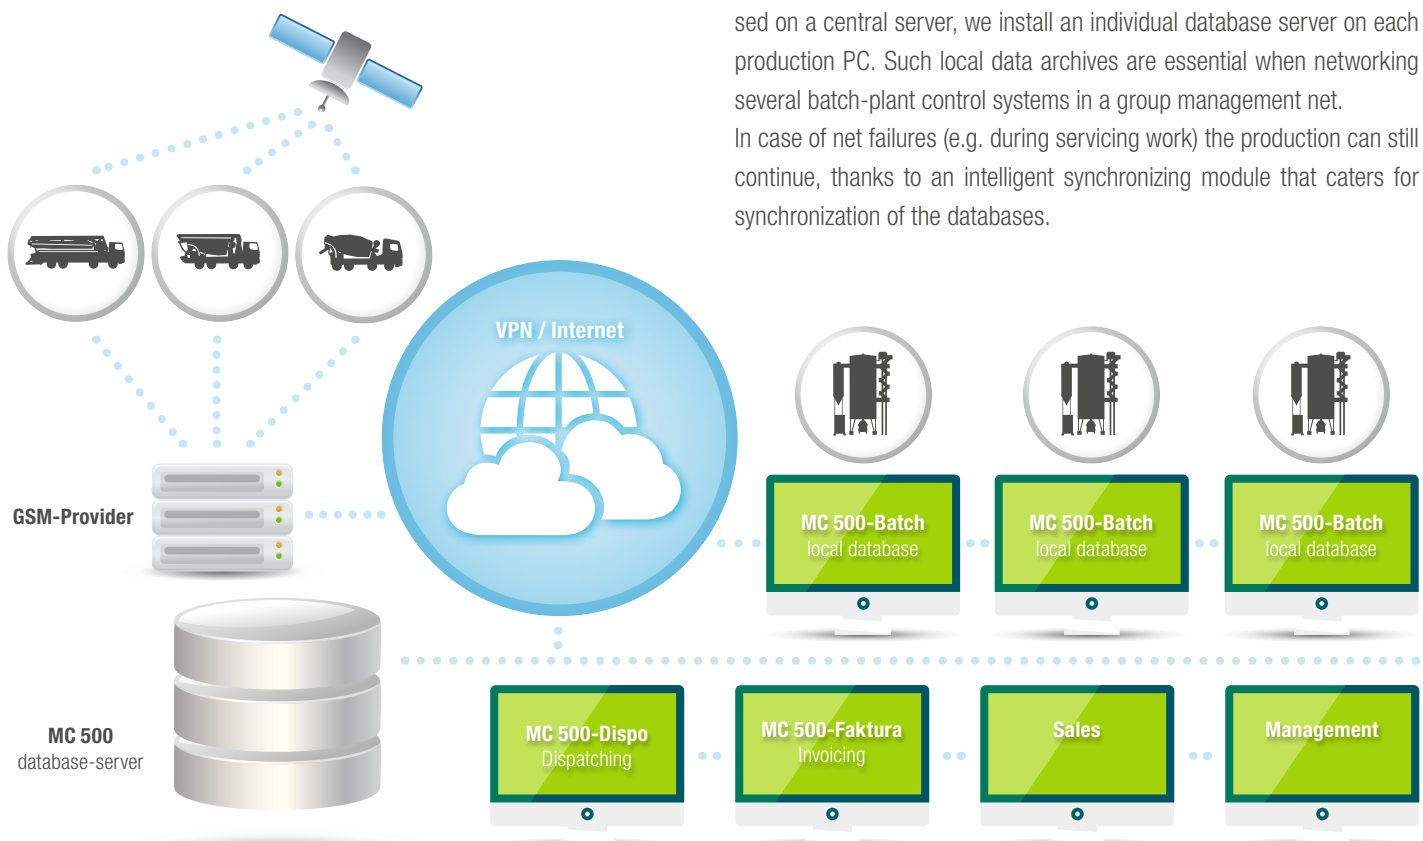 sed on a central server, we install an individual database server on each
production PC. Such local data archives are essential when networking
several batch-plant control systems in a group management net.
In case of net failures (e.g. during servicing work) the production can still
continue, thanks to an intelligent synchronizing module that caters for
synchronization of the databases.
VPN / Internet
GSM-Provider
MC 500-Batch
local database
MC 500-Batch
local database
MC 500-Batch
local database
MC 500
database-server
MC 500-Dispo
Dispatching
MC 500-Faktura
Invoicing
Sales
Management